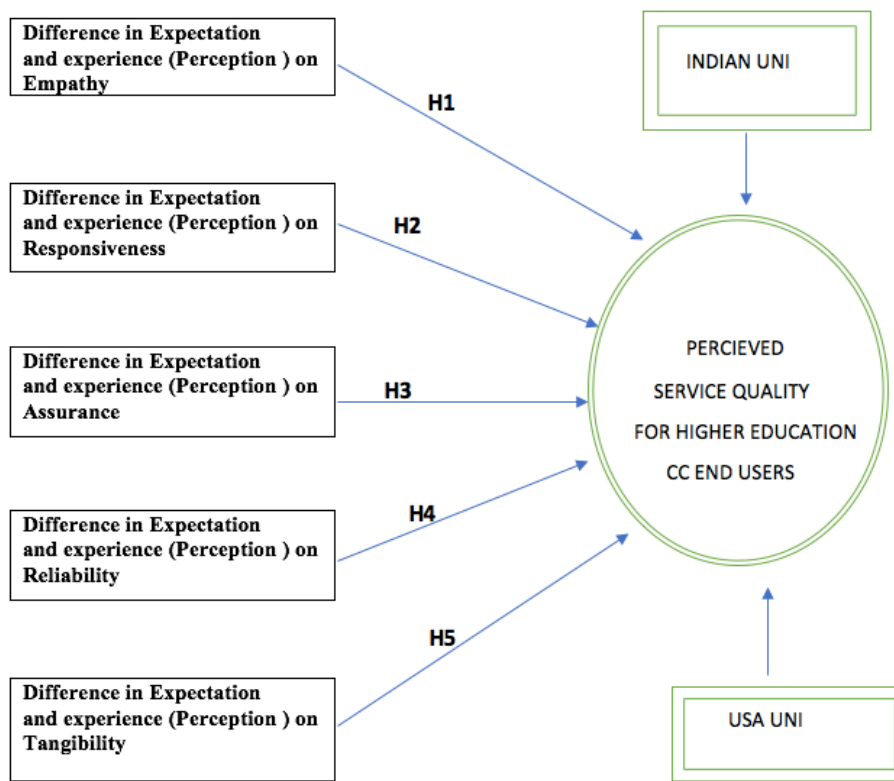 Difference in Expectation
and experience (Perception ) on
Empathy
H1
INDIAN UNI
Difference in Expectation
and experience (Perception ) on
Responsiveness
H2
Difference in Expectation
and experience (Perception ) on
Assurance
H3
PERCIEVED
SERVICE QUALITY
FOR HIGHER EDUCATION
CC END USERS
Difference in Expectation
and experience (Perception ) on
Reliability
H4
Difference in Expectation
and experience (Perception ) on
Tangibility
H5
USA UNI